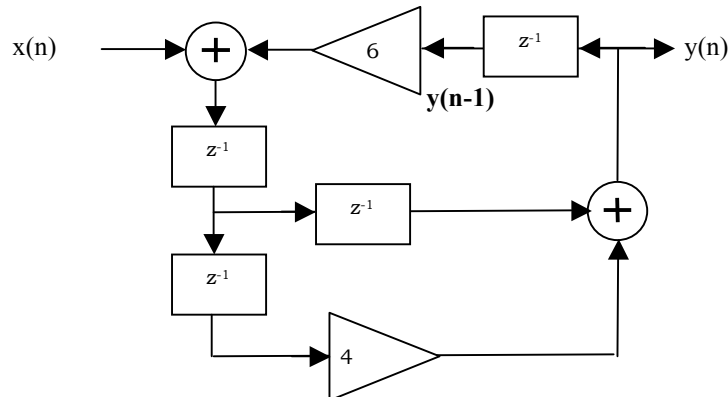 x(n)
+
6
z⁻¹
y(n)
y(n-1)
z⁻¹
z⁻¹
+
z⁻¹
4